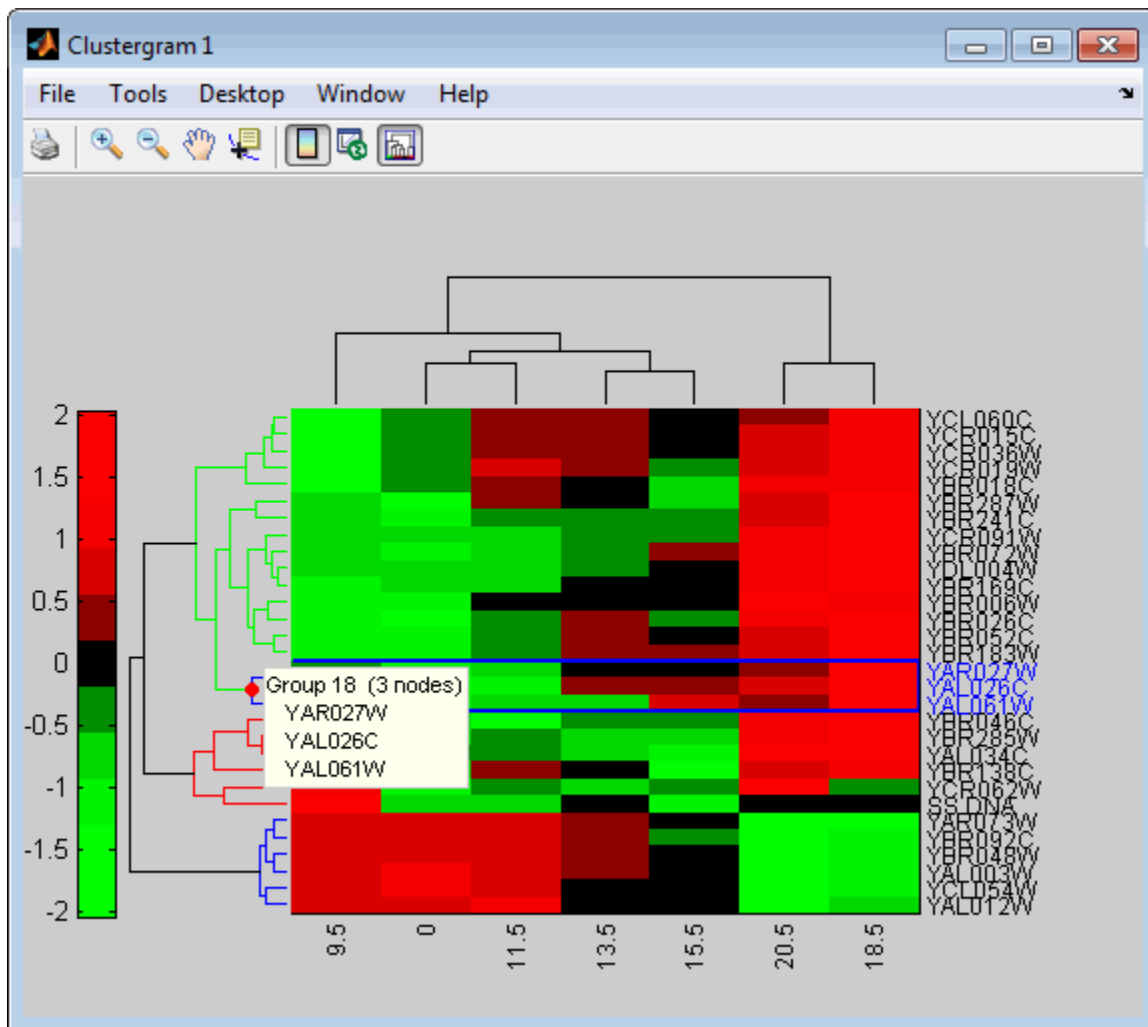 Clustergram 1
File Tools Desktop Window Help
2
1.5
1
0.5
0
-0.5
-1
-1.5
-2
YCL060C
YCR015C
YCR036W
YCR019W
YBR018C
YBR287W
YBR241C
YCR091W
YBR072W
YDL004W
YBR169C
YBR006W
YBR026C
YBR052C
YBR183W
YAR027W
YAL026C
YAL061W
YBR046C
YBR285W
YAL034C
YBR138C
YCR062W
SS DNA
YAR073W
YBR092C
YBR048W
YAL003W
YCL054W
YAL012W
Group 18 (3 nodes)
YAR027W
YAL026C
YAL061W
9.5 0 11.5 13.5 15.5 20.5 18.5